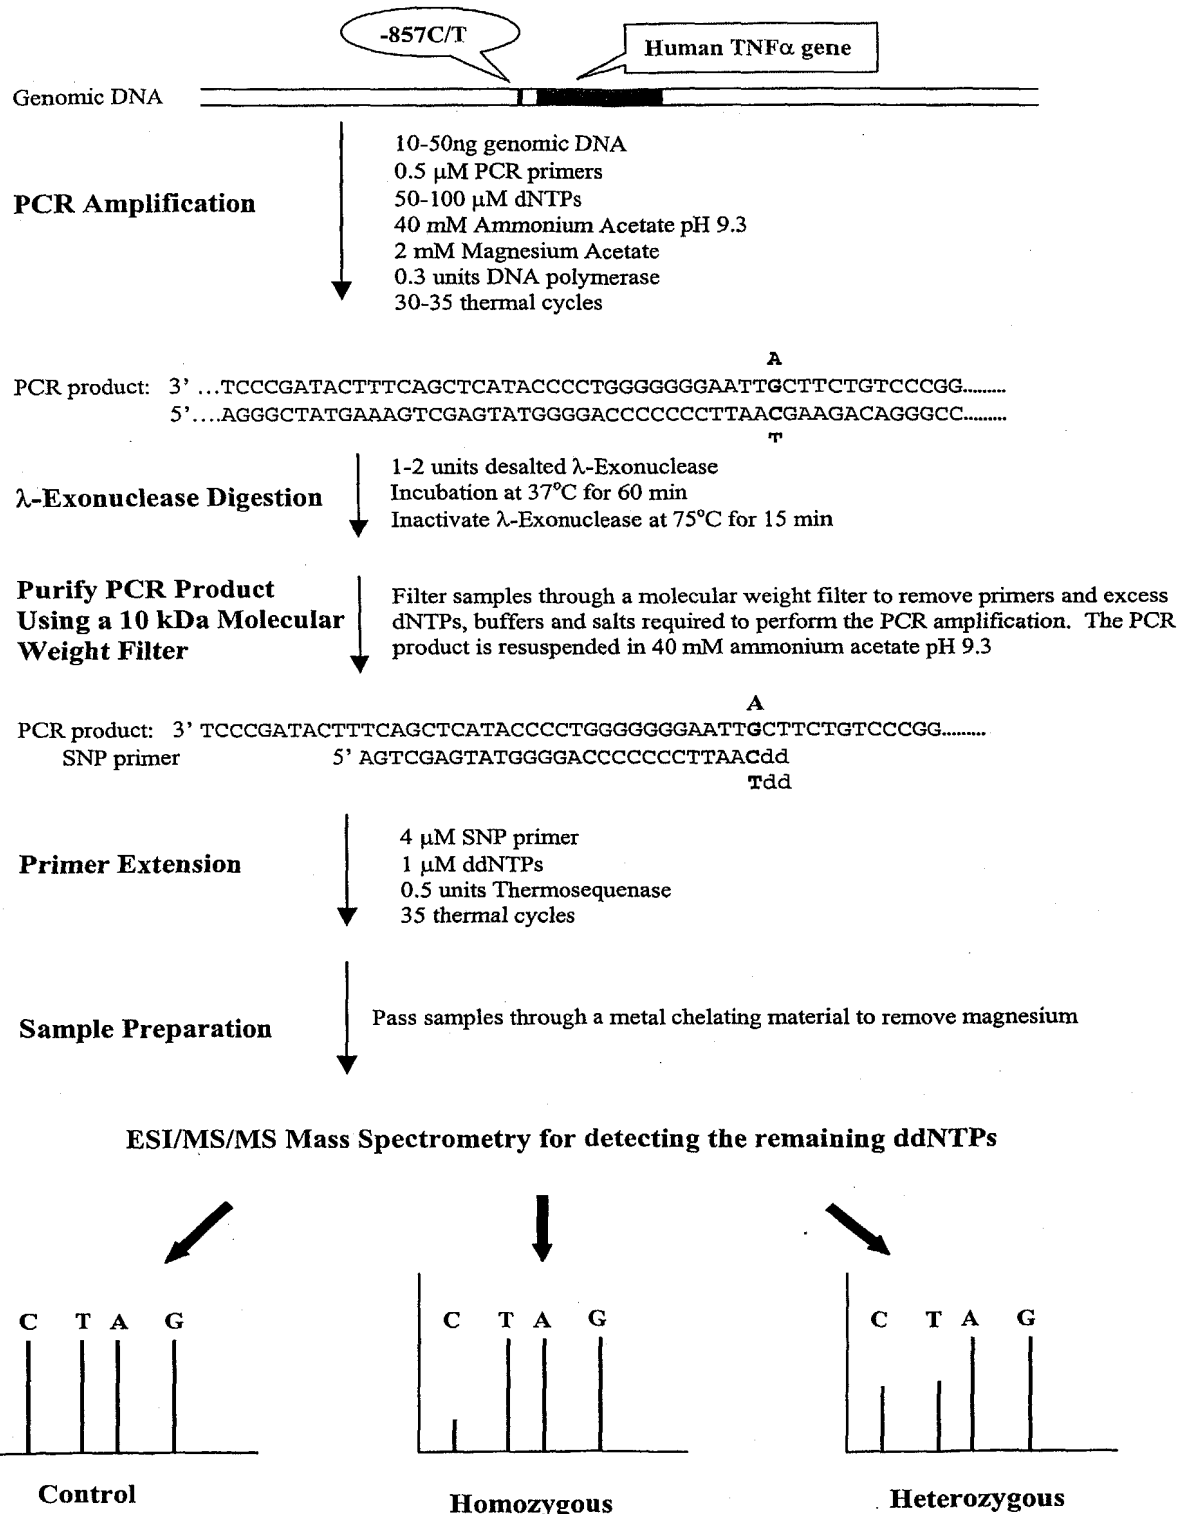 -857C/T
Human TNFα gene
Genomic DNA
10-50ng genomic DNA
0.5 µM PCR primers
50-100 µM dNTPs
40 mM Ammonium Acetate pH 9.3
2 mM Magnesium Acetate
0.3 units DNA polymerase
30-35 thermal cycles
PCR Amplification
A
PCR product: 3' ...TCCCGATACTTTCAGCTCATACCCCTGGGGGGGAATTGCTTCTGTCCCGG.........
5'....AGGGCTATGAAAGTCGAGTATGGGGACCCCCCCTTAACGAAGACAGGGCC.........
T
λ-Exonuclease Digestion
1-2 units desalted λ-Exonuclease
Incubation at 37°C for 60 min
Inactivate λ-Exonuclease at 75°C for 15 min
Purify PCR Product
Using a 10 kDa Molecular
Weight Filter
Filter samples through a molecular weight filter to remove primers and excess
dNTPs, buffers and salts required to perform the PCR amplification. The PCR
product is resuspended in 40 mM ammonium acetate pH 9.3
A
PCR product: 3' TCCCGATACTTTCAGCTCATACCCCTGGGGGGGAATTGCTTCTGTCCCGG.........
SNP primer 5' AGTCGAGTATGGGGACCCCCCCTTAACdd
Tdd
Primer Extension
4 µM SNP primer
1 µM ddNTPs
0.5 units Thermosequenase
35 thermal cycles
Sample Preparation
Pass samples through a metal chelating material to remove magnesium
ESI/MS/MS Mass Spectrometry for detecting the remaining ddNTPs
C T A G
Control
C T A G
Homozygous
C T A G
Heterozygous